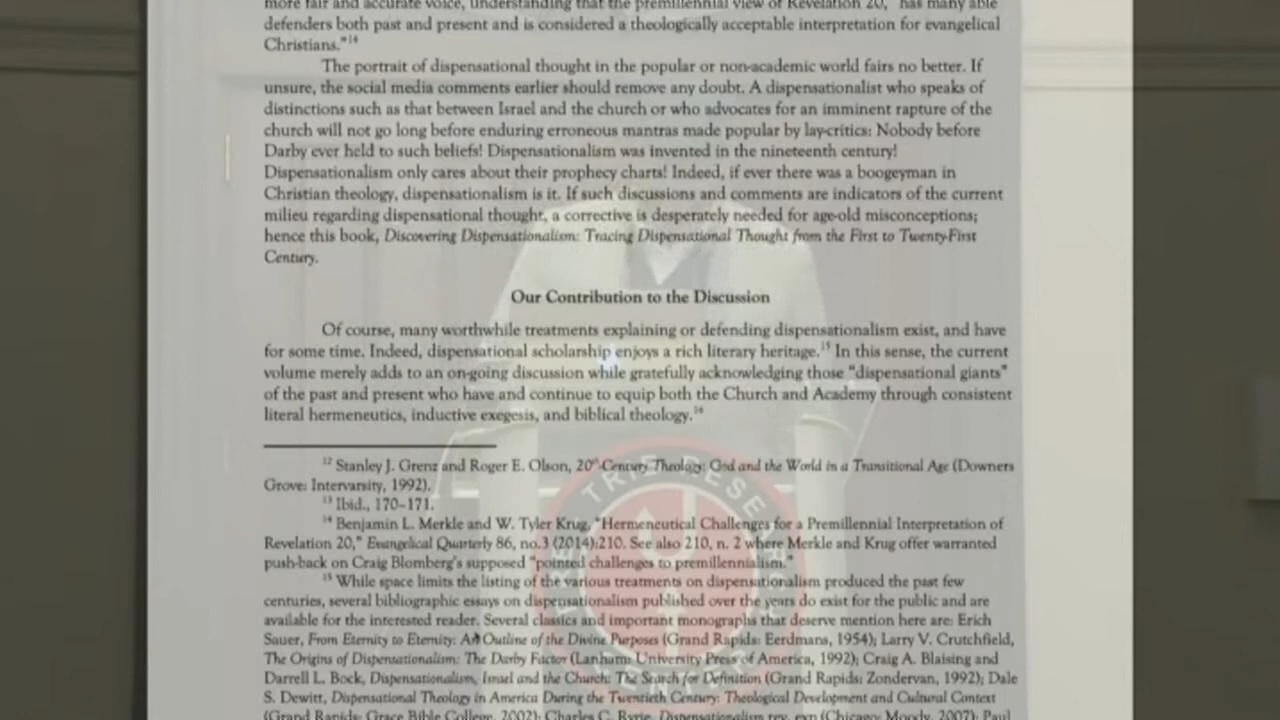 more fair and accurate voice, understanding that the premillennial view of Revelation 20, "has many able
defenders both past and present and is considered a theologically acceptable interpretation for evangelical
Christians."14
The portrait of dispensational thought in the popular or non-academic world fairs no better. If
unsure, the social media comments earlier should remove any doubt. A dispensationalist who speaks of
distinctions such as that between Israel and the church or who advocates for an imminent rapture of the
church will not go long before enduring erroneous mantras made popular by lay-critics: Nobody before
Darby ever held to such beliefs! Dispensationalism was invented in the nineteenth century!
Dispensationalism only cares about their prophecy charts! Indeed, if ever there was a boogeyman in
Christian theology, dispensationalism is it. If such discussions and comments are indicators of the current
milieu regarding dispensational thought, a corrective is desperately needed for age-old misconceptions;
hence this book, Discovering Dispensationalism: Tracing Dispensational Thought from the First to Twenty-First
Century.
Our Contribution to the Discussion
Of course, many worthwhile treatments explaining or defending dispensationalism exist, and have
for some time. Indeed, dispensational scholarship enjoys a rich literary heritage.15 In this sense, the current
volume merely adds to an on-going discussion while gratefully acknowledging those "dispensational giants"
of the past and present who have and continue to equip both the Church and Academy through consistent
literal hermeneutics, inductive exegesis, and biblical theology.16
12 Stanley J. Grenz and Roger E. Olson, 20th Century Theology: God and the World in a Transitional Age (Downers
Grove: Intervarsity, 1992).
13 Ibid., 170–171.
14 Benjamin L. Merkle and W. Tyler Krug, "Hermeneutical Challenges for a Premillennial Interpretation of
Revelation 20," Evangelical Quarterly 86, no.3 (2014):210. See also 210, n. 2 where Merkle and Krug offer warranted
push-back on Craig Blomberg's supposed "pointed challenges to premillennialism."
15 While space limits the listing of the various treatments on dispensationalism produced the past few
centuries, several bibliographic essays on dispensationalism published over the years do exist for the public and are
available for the interested reader. Several classics and important monographs that deserve mention here are: Erich
Sauer, From Eternity to Eternity: An Outline of the Divine Purposes (Grand Rapids: Eerdmans, 1954); Larry V. Crutchfield,
The Origins of Dispensationalism: The Darby Factor (Lanham: University Press of America, 1992); Craig A. Blaising and
Darrell L. Bock, Dispensationalism, Israel and the Church: The Search for Definition (Grand Rapids: Zondervan, 1992); Dale
S. Dewitt, Dispensational Theology in America During the Twentieth Century: Theological Development and Cultural Context
(Grand Rapids: Grace Bible College, 2002); Charles C. Ryrie, Dispensationalism rev. exp (Chicago: Moody, 2007); Paul